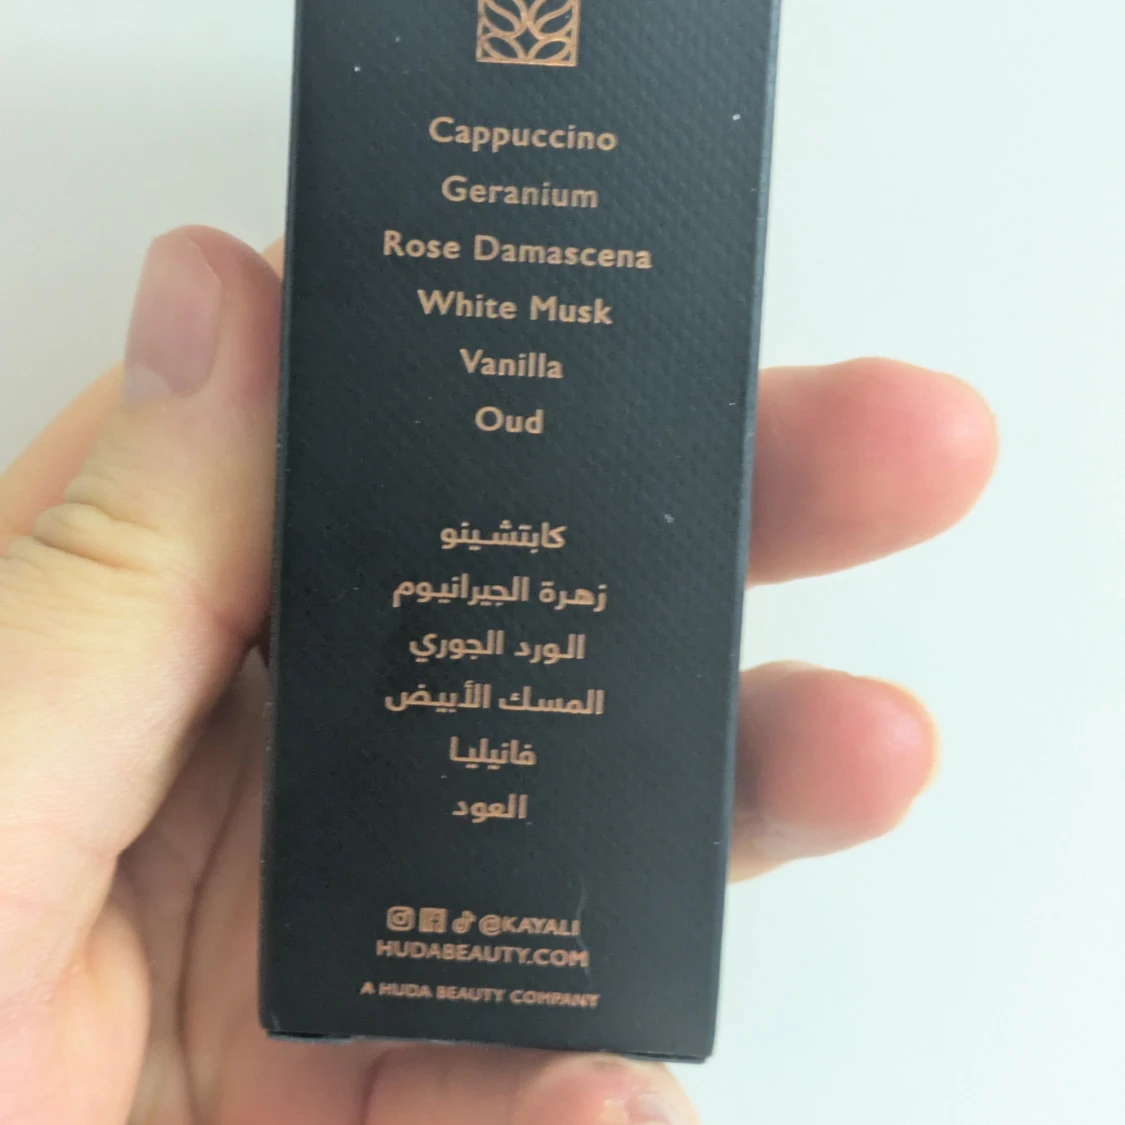 Cappuccino
Geranium
Rose Damascena
White Musk
Vanilla
Oud
كابتشينو
زهرة الجيرانيوم
الورد الجوري
المسك الأبيض
فانيليا
العود
@KAYALI
HUDABEAUTY.COM
A HUDA BEAUTY COMPANY